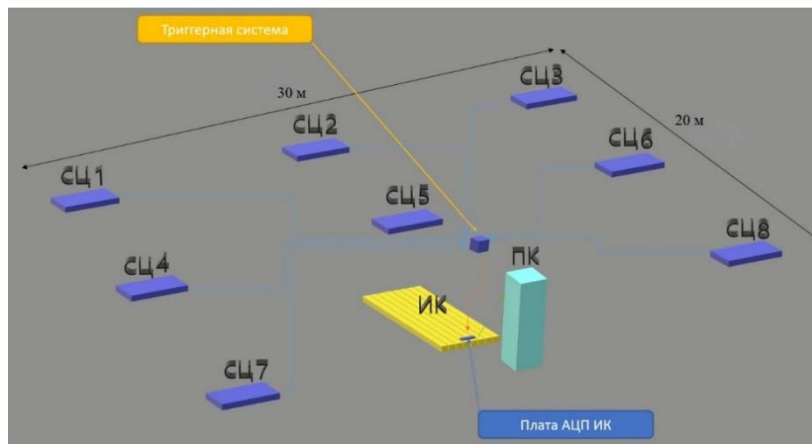 Триггерная система
30 м
СЦ3
20 м
СЦ2
СЦ6
СЦ1
СЦ5
СЦ8
ПК
СЦ4
ИК
СЦ7
Плата АЦП ИК